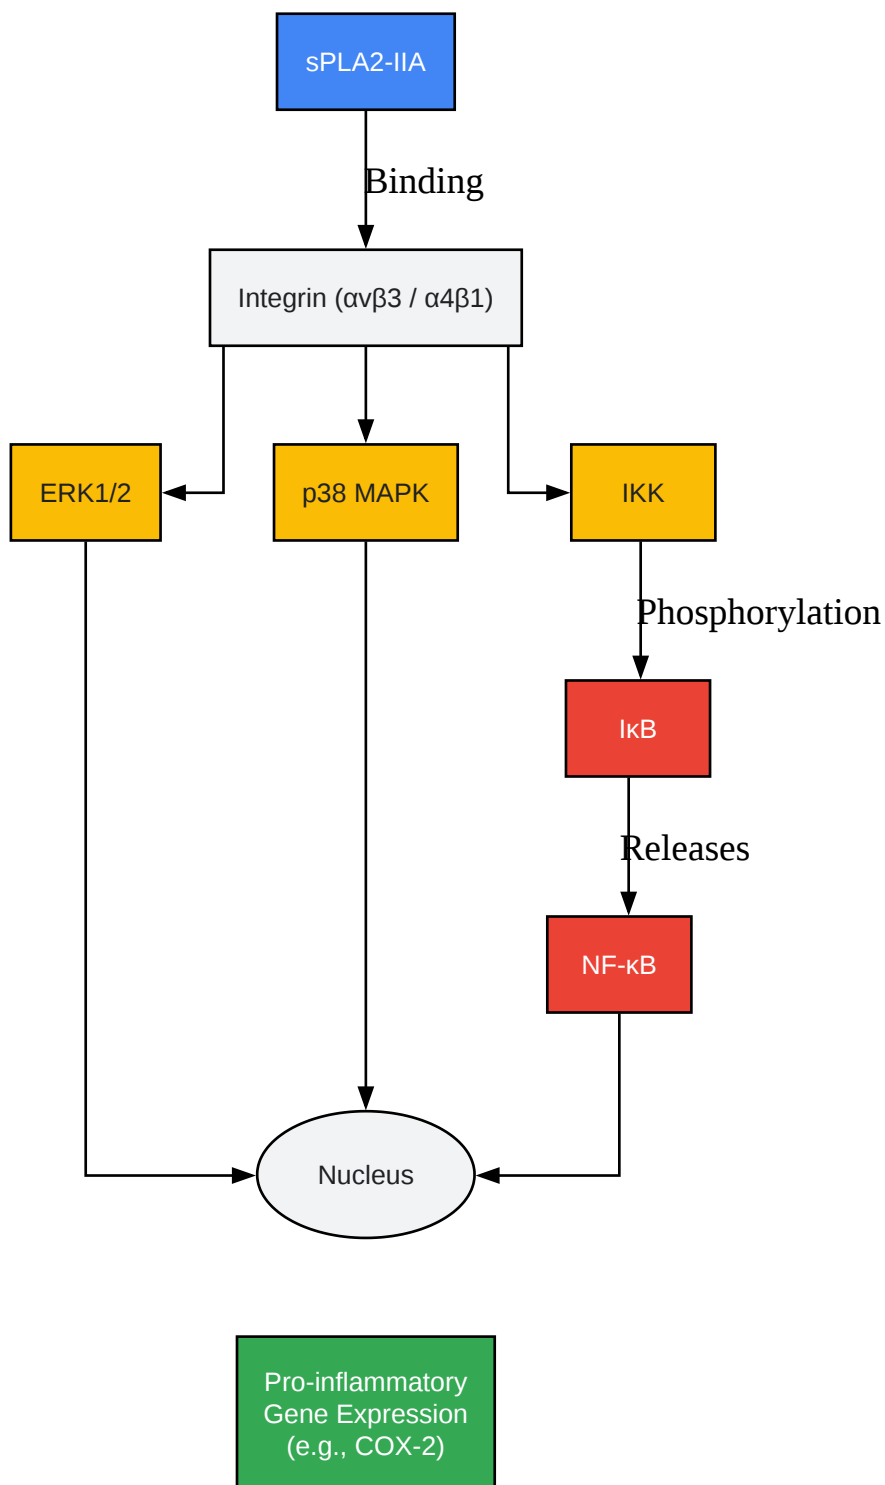 sPLA2-IIA
Binding
Integrin (αvβ3 / α4β1)
ERK1/2
p38 MAPK
IKK
Phosphorylation
IκB
Releases
NF-κB
Nucleus
Pro-inflammatory
Gene Expression
(e.g., COX-2)